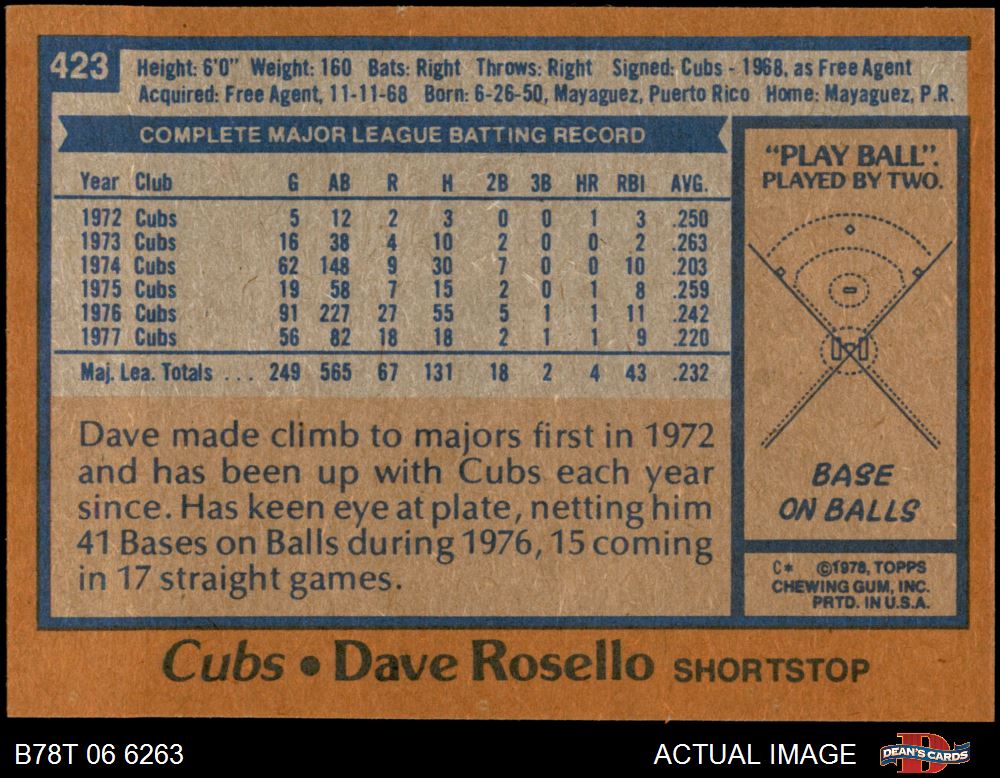 423
Height: 6'0" Weight: 160 Bats: Right Throws: Right Signed: Cubs - 1968, as Free Agent
Acquired: Free Agent, 11-11-68 Born: 6-26-50, Mayaguez, Puerto Rico Home: Mayaguez, P.R.
COMPLETE MAJOR LEAGUE BATTING RECORD
Year Club G AB R H 2B 3B HR RBI AVG.
1972 Cubs 5 12 2 3 0 0 1 3 .250
1973 Cubs 16 38 4 10 2 0 0 2 .263
1974 Cubs 62 148 9 30 7 0 0 10 .203
1975 Cubs 19 58 7 15 2 0 1 8 .259
1976 Cubs 91 227 27 55 5 1 1 11 .242
1977 Cubs 56 82 18 18 2 1 1 9 .220
Maj. Lea. Totals ... 249 565 67 131 18 2 4 43 .232
Dave made climb to majors first in 1972
and has been up with Cubs each year
since. Has keen eye at plate, netting him
41 Bases on Balls during 1976, 15 coming
in 17 straight games.
"PLAY BALL".
PLAYED BY TWO.
BASE
ON BALLS
C* ©1978, TOPPS
CHEWING GUM, INC.
PRTD. IN U.S.A.
Cubs • Dave Rosello SHORTSTOP
B78T 06 6263
ACTUAL IMAGE
DEAN'S CARDS